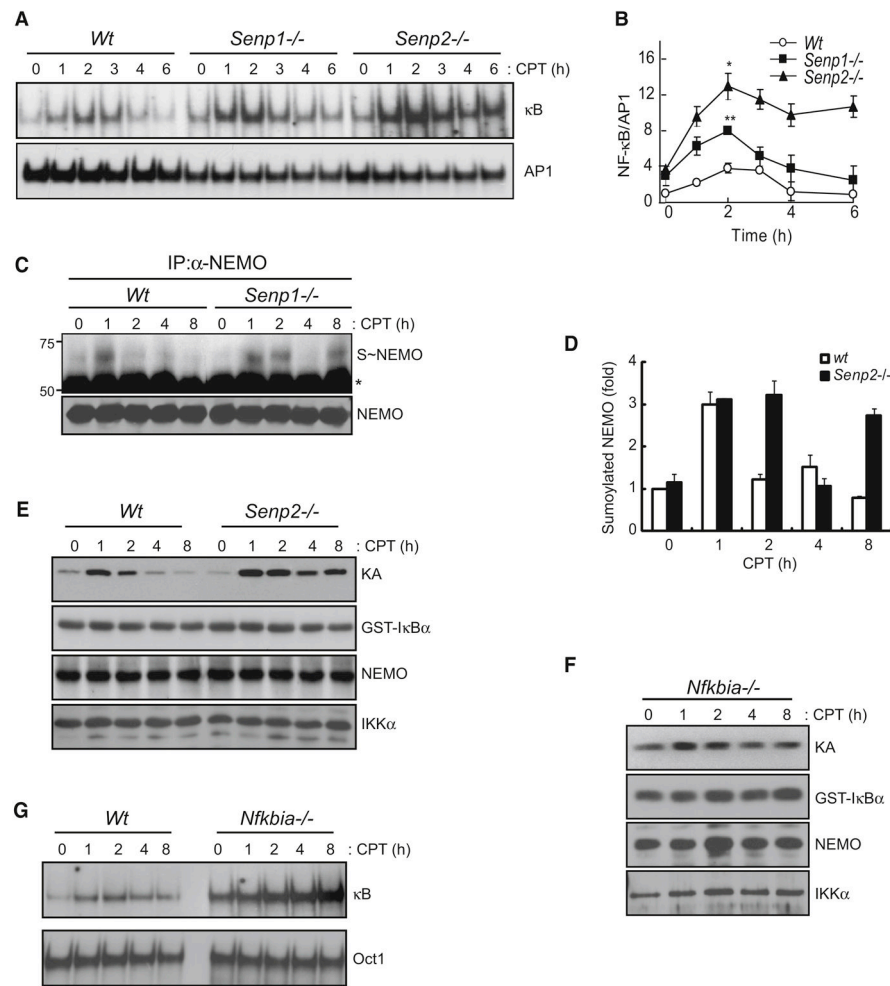 A
Wt Senp1-/- Senp2-/-
0 1 2 3 4 6 0 1 2 3 4 6 0 1 2 3 4 6 : CPT (h)
κB
AP1
B
Wt
Senp1-/-
Senp2-/-
NF-κB/AP1
16
12
8
4
0
*
**
0 2 4 6
Time (h)
C
IP:α-NEMO
Wt Senp1-/-
0 1 2 4 8 0 1 2 4 8 : CPT (h)
75
S~NEMO
*
50
NEMO
D
wt
Senp2-/-
Sumoylated NEMO (fold)
4
3
2
1
0
0 1 2 4 8
CPT (h)
E
Wt Senp2-/-
0 1 2 4 8 0 1 2 4 8 : CPT (h)
KA
GST-IκBα
NEMO
IKKα
F
Nfkbia-/-
0 1 2 4 8 : CPT (h)
KA
GST-IκBα
NEMO
IKKα
G
Wt Nfkbia-/-
0 1 2 4 8 0 1 2 4 8 : CPT (h)
κB
Oct1